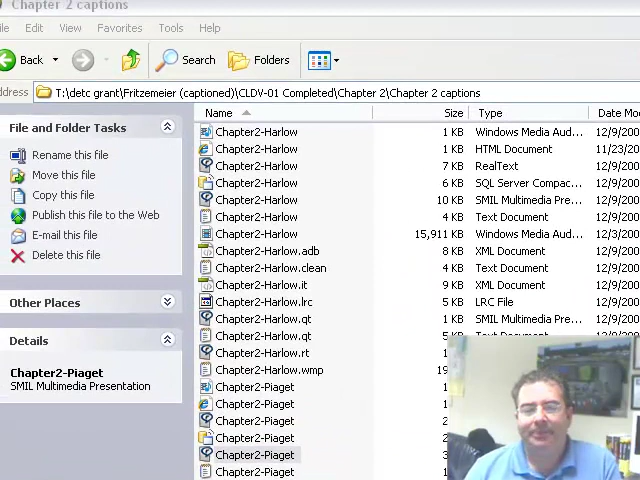 Chapter 2 captions
File Edit View Favorites Tools Help
Back Search Folders
Address T:\detc grant\Fritzemeier (captioned)\CLDV-01 Completed\Chapter 2\Chapter 2 captions
File and Folder Tasks
Rename this file
Move this file
Copy this file
Publish this file to the Web
E-mail this file
Delete this file
Other Places
Details
Chapter2-Piaget
SMIL Multimedia Presentation
Name Size Type Date Mo
Chapter2-Harlow 1 KB Windows Media Aud... 12/9/200
Chapter2-Harlow 1 KB HTML Document 11/23/20
Chapter2-Harlow 7 KB RealText 12/9/200
Chapter2-Harlow 6 KB SQL Server Compac... 12/9/200
Chapter2-Harlow 10 KB SMIL Multimedia Pre... 12/9/200
Chapter2-Harlow 4 KB Text Document 12/9/200
Chapter2-Harlow 15,911 KB Windows Media Aud... 12/3/200
Chapter2-Harlow.adb 8 KB XML Document 12/9/200
Chapter2-Harlow.clean 4 KB Text Document 12/9/200
Chapter2-Harlow.it 9 KB XML Document 12/9/200
Chapter2-Harlow.lrc 5 KB LRC File 12/9/200
Chapter2-Harlow.qt 1 KB SMIL Multimedia Pre... 12/9/200
Chapter2-Harlow.qt 5 KB Text Document 12/9/200
Chapter2-Harlow.rt
Chapter2-Harlow.wmp 19
Chapter2-Piaget
Chapter2-Piaget
Chapter2-Piaget
Chapter2-Piaget
Chapter2-Piaget
Chapter2-Piaget